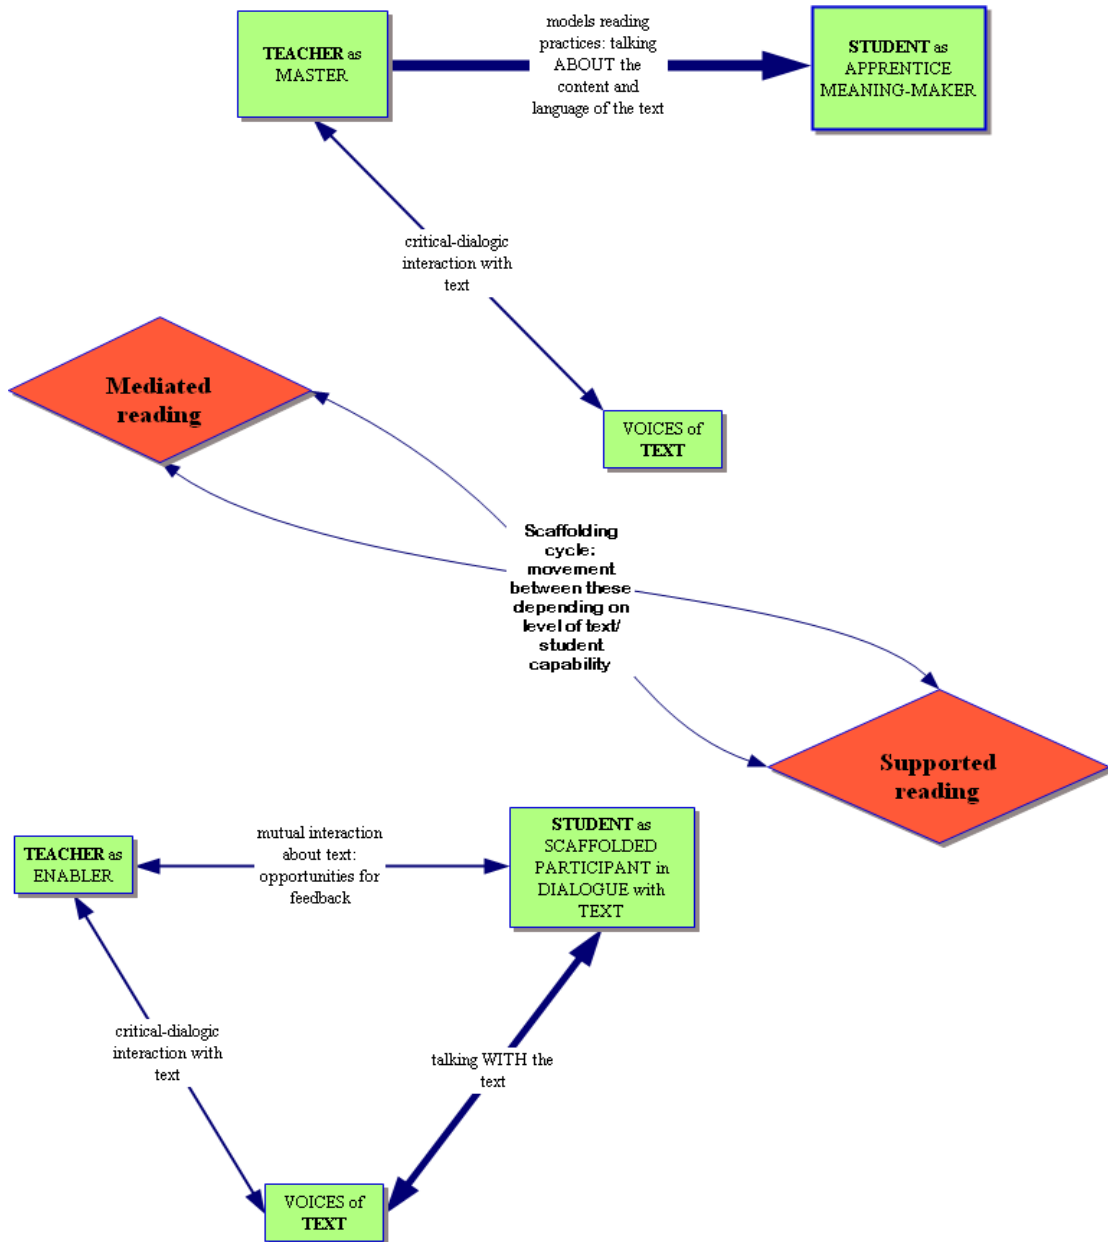 TEACHER as
MASTER
models reading
practices: talking
ABOUT the
content and
language of the text
STUDENT as
APPRENTICE
MEANING-MAKER
critical-dialogic
interaction with
text
VOICES of
TEXT
Mediated
reading
Scaffolding
cycle:
movement
between these
depending on
level of text/
student
capability
Supported
reading
TEACHER as
ENABLER
mutual interaction
about text:
opportunities for
feedback
STUDENT as
SCAFFOLDED
PARTICIPANT in
DIALOGUE with
TEXT
critical-dialogic
interaction with
text
talking WITH the
text
VOICES of
TEXT